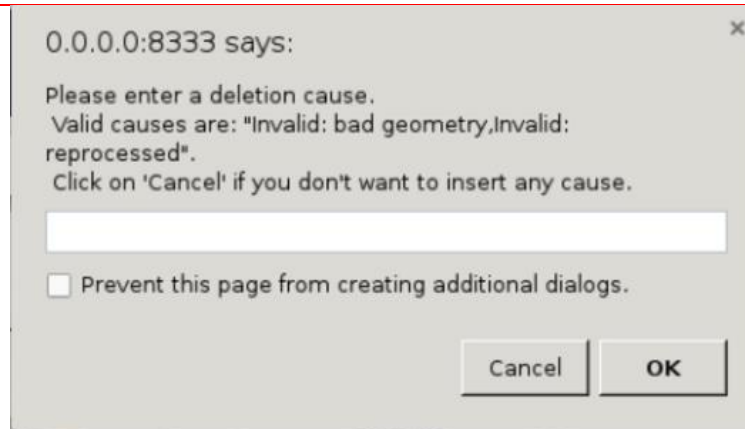 0.0.0.0:8333 says:
Please enter a deletion cause.
Valid causes are: "Invalid: bad geometry,Invalid:
reprocessed".
Click on 'Cancel' if you don't want to insert any cause.
Prevent this page from creating additional dialogs.
Cancel OK